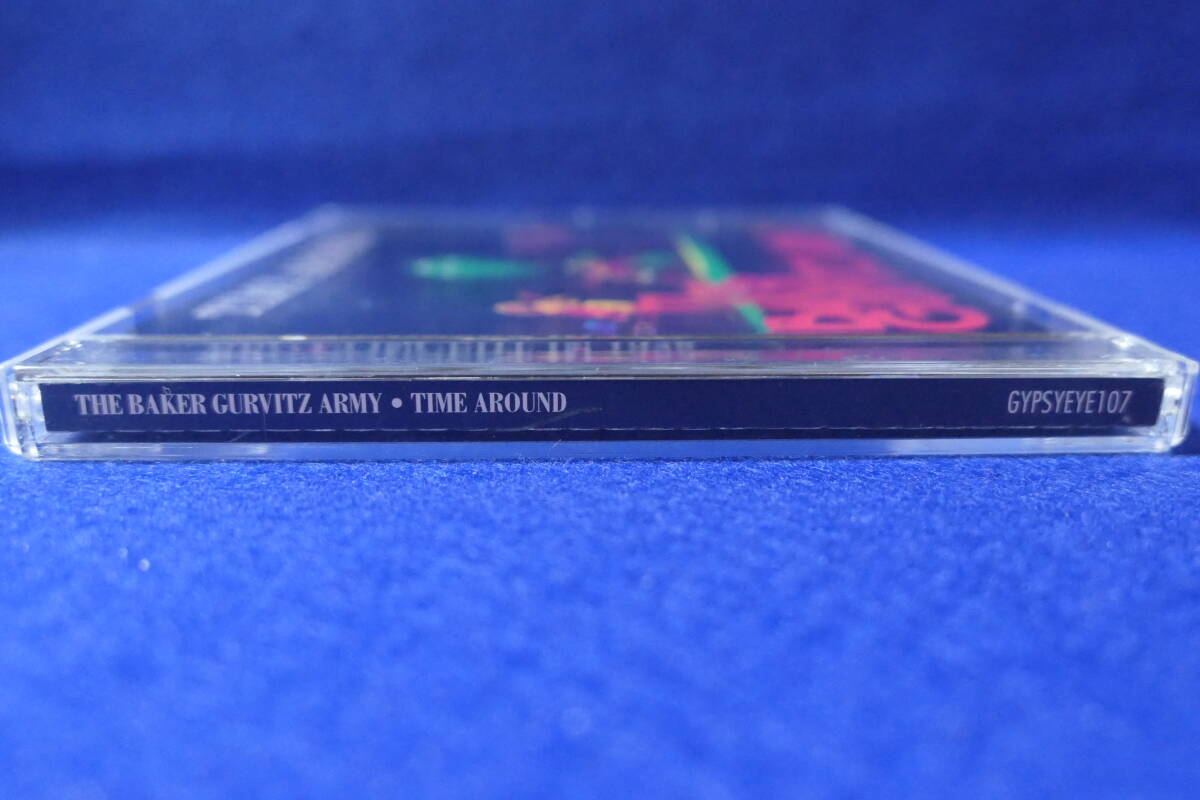 THE BAKER GURVITZ ARMY • TIME AROUND GYPSYEYE107